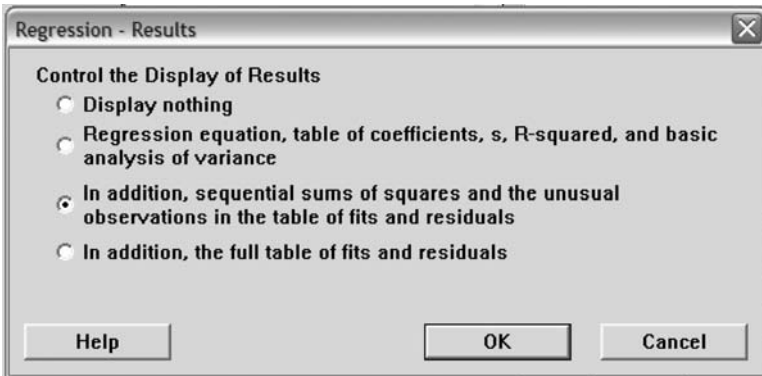 Regression - Results
Control the Display of Results
Display nothing
Regression equation, table of coefficients, s, R-squared, and basic
analysis of variance
In addition, sequential sums of squares and the unusual
observations in the table of fits and residuals
In addition, the full table of fits and residuals
Help OK Cancel